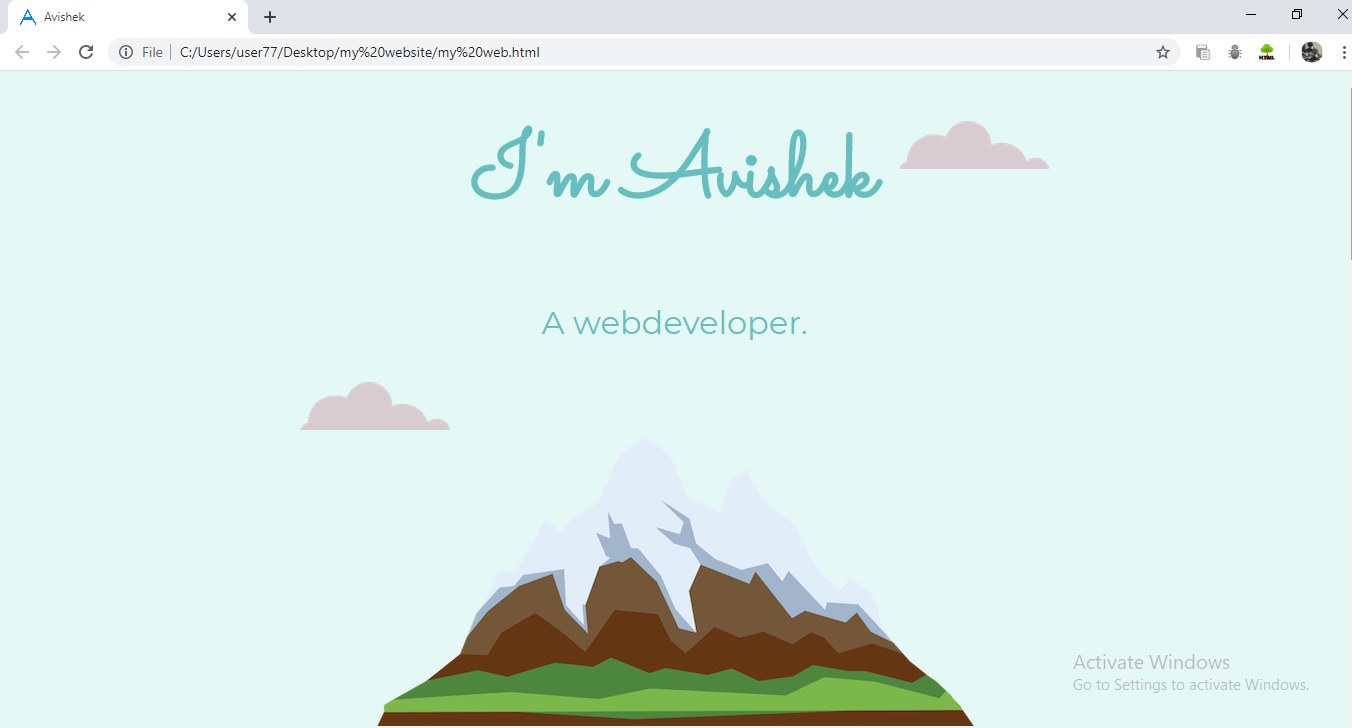 Avishek
File
C:/Users/user77/Desktop/my%20website/my%20web.html
HTML
I'm Avishek
A webdeveloper.
Activate Windows
Go to Settings to activate Windows.